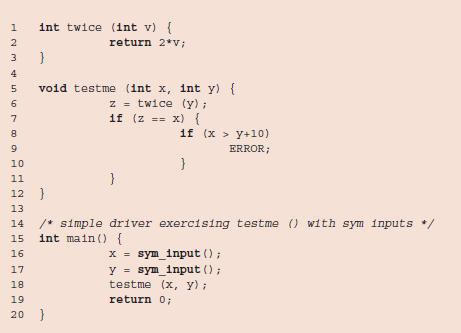 1 int twice (int v) {
2 return 2*v;
3 }
4
5 void testme (int x, int y) {
6 z = twice (y);
7 if (z == x) {
8 if (x > y+10)
9 ERROR;
10 }
11 }
12 }
13
14 /* simple driver exercising testme () with sym inputs */
15 int main() {
16 x = sym_input();
17 y = sym_input();
18 testme (x, y);
19 return 0;
20 }